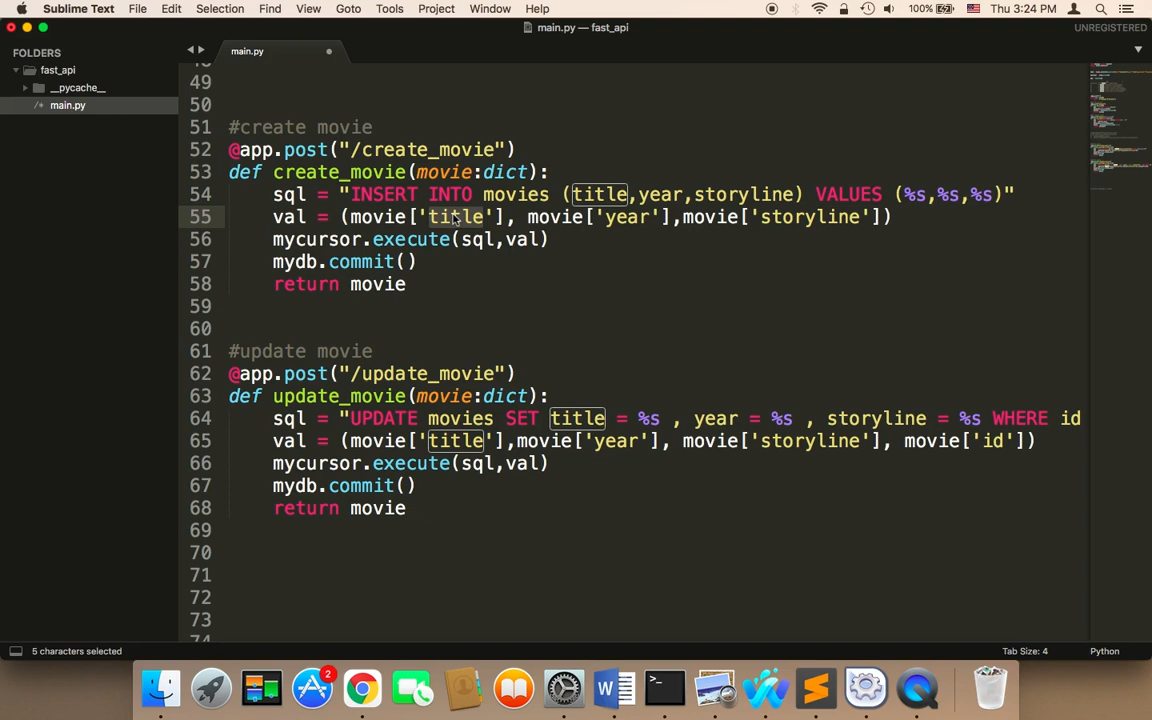 Sublime Text File Edit Selection Find View Goto Tools Project Window Help 100% Thu 3:24 PM
main.py — fast_api UNREGISTERED
FOLDERS
fast_api
__pycache__
/* main.py
main.py
49
50
51 #create movie
52 @app.post("/create_movie")
53 def create_movie(movie:dict):
54 sql = "INSERT INTO movies (title,year,storyline) VALUES (%s,%s,%s)"
55 val = (movie['title'], movie['year'],movie['storyline'])
56 mycursor.execute(sql,val)
57 mydb.commit()
58 return movie
59
60
61 #update movie
62 @app.post("/update_movie")
63 def update_movie(movie:dict):
64 sql = "UPDATE movies SET title = %s , year = %s , storyline = %s WHERE id
65 val = (movie['title'],movie['year'], movie['storyline'], movie['id'])
66 mycursor.execute(sql,val)
67 mydb.commit()
68 return movie
69
70
71
72
73
74
5 characters selected Tab Size: 4 Python
2